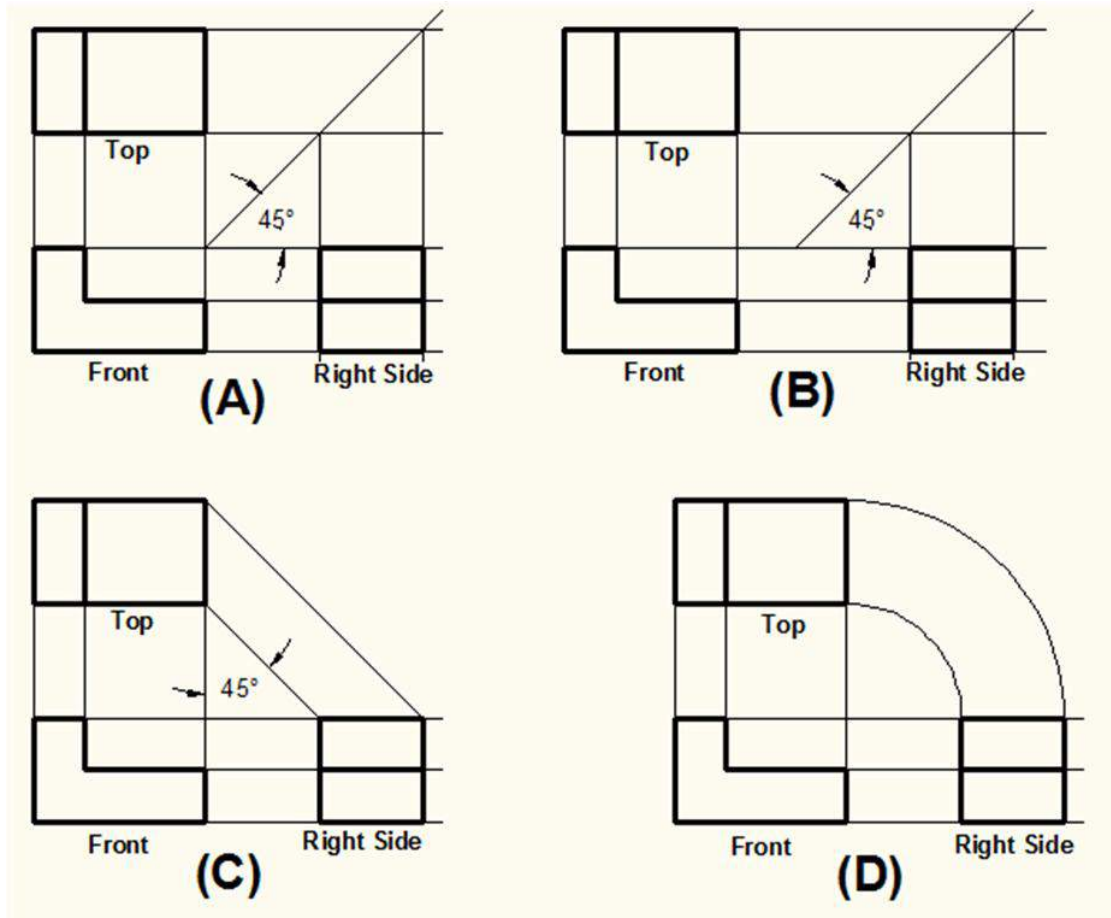 Top
45°
Front
Right Side
(A)
Top
45°
Front
Right Side
(B)
Top
45°
Front
Right Side
(C)
Top
Front
Right Side
(D)